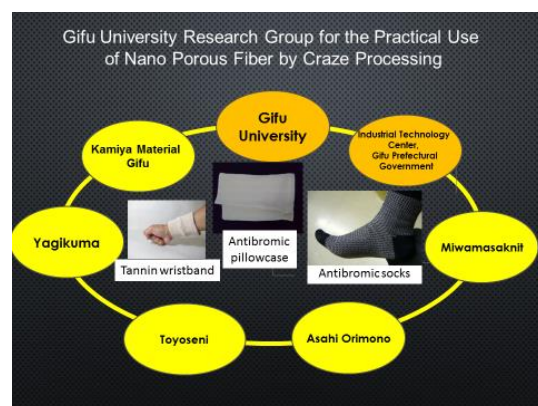 Gifu University Research Group for the Practical Use
of Nano Porous Fiber by Craze Processing
Gifu
University
Industrial Technology
Center,
Gifu Prefectural
Government
Kamiya Material
Gifu
Yagikuma
Tannin wristband
Antibromic
pillowcase
Antibromic socks
Miwamasaknit
Toyoseni
Asahi Orimono